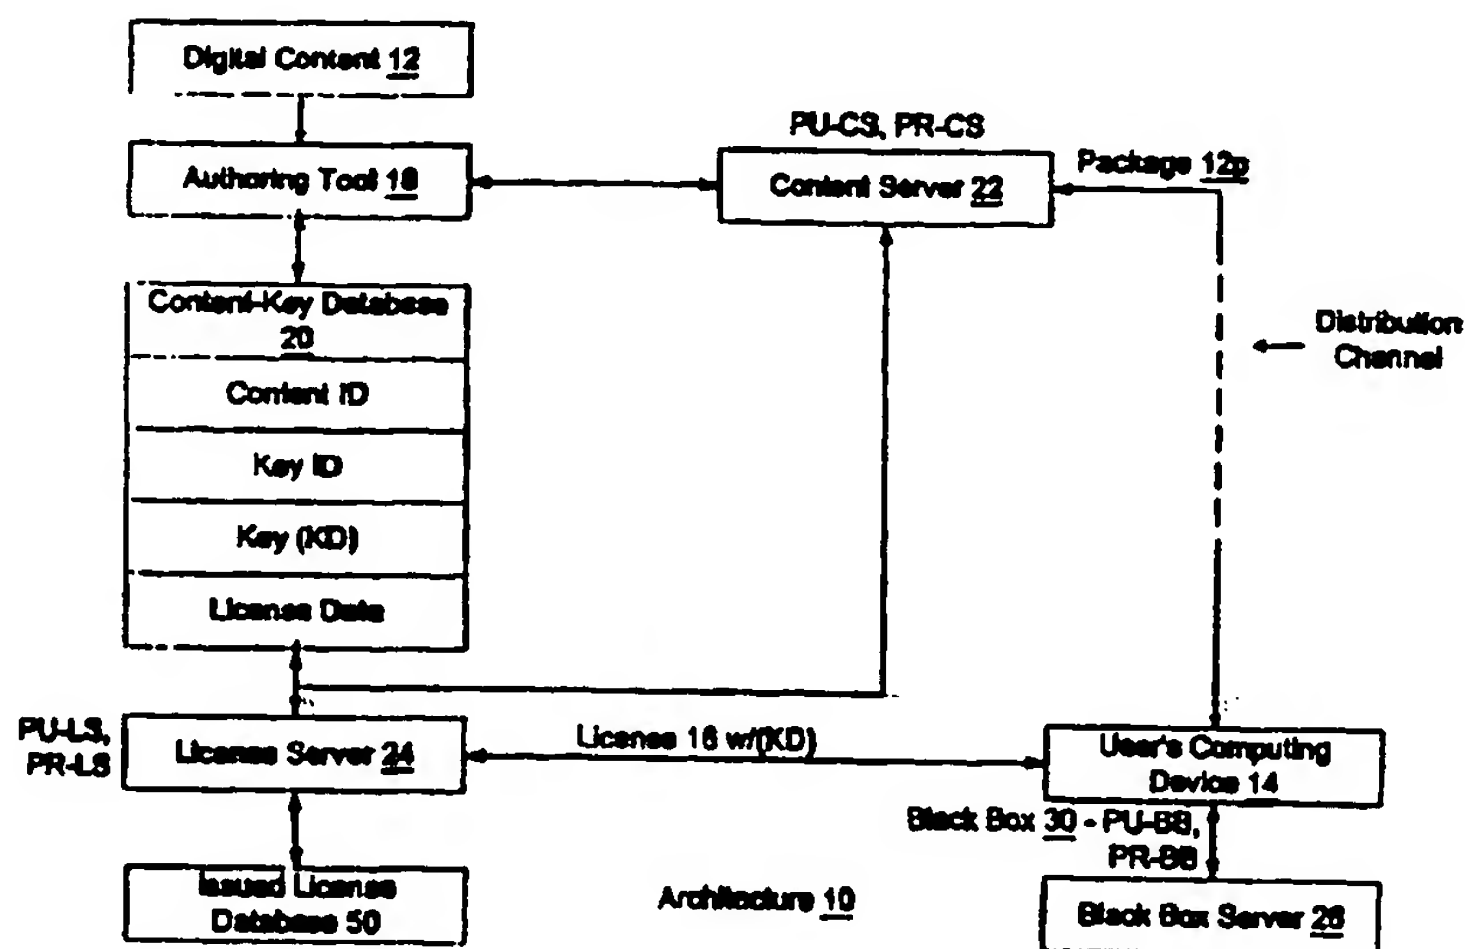 Digital Content 12
PU-CS, PR-CS
Authoring Tool 18
Content Server 22
Package 12p
Content-Key Database
20
Distribution
Channel
Content ID
Key ID
Key (KD)
License Data
PU-LS,
PR-LS
License Server 24
License 16 w/(KD)
User's Computing
Device 14
Black Box 30 - PU-BB,
PR-BB
Issued License
Database 50
Architecture 10
Black Box Server 26